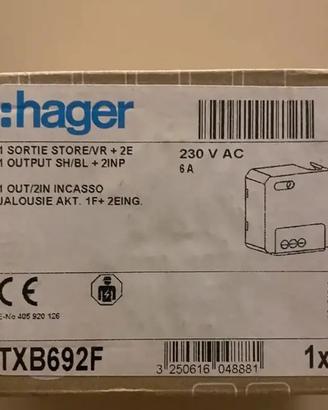 :hager
1 SORTIE STORE/VR + 2E
1 OUTPUT SH/BL + 2INP
1 OUT/2IN INCASSO
JALOUSIE AKT. 1F+ 2EING.
230 V AC
6 A
CE
E-No 405 920 126
TXB692F
3 250616 048881
1x